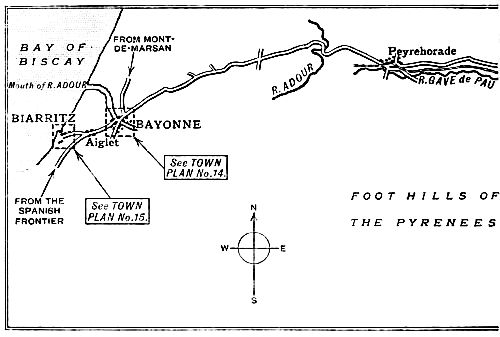 BAY OF
BISCAY
FROM MONT-
DE-MARSAN
Mouth of R.ADOUR
BIARRITZ
BAYONNE
Aiglet
See TOWN
PLAN No.14.
See TOWN
PLAN No.15.
FROM THE
SPANISH
FRONTIER
R. ADOUR
Peyrehorade
R.GAVE de PAU
FOOT HILLS OF
THE PYRENEES
N
W
E
S